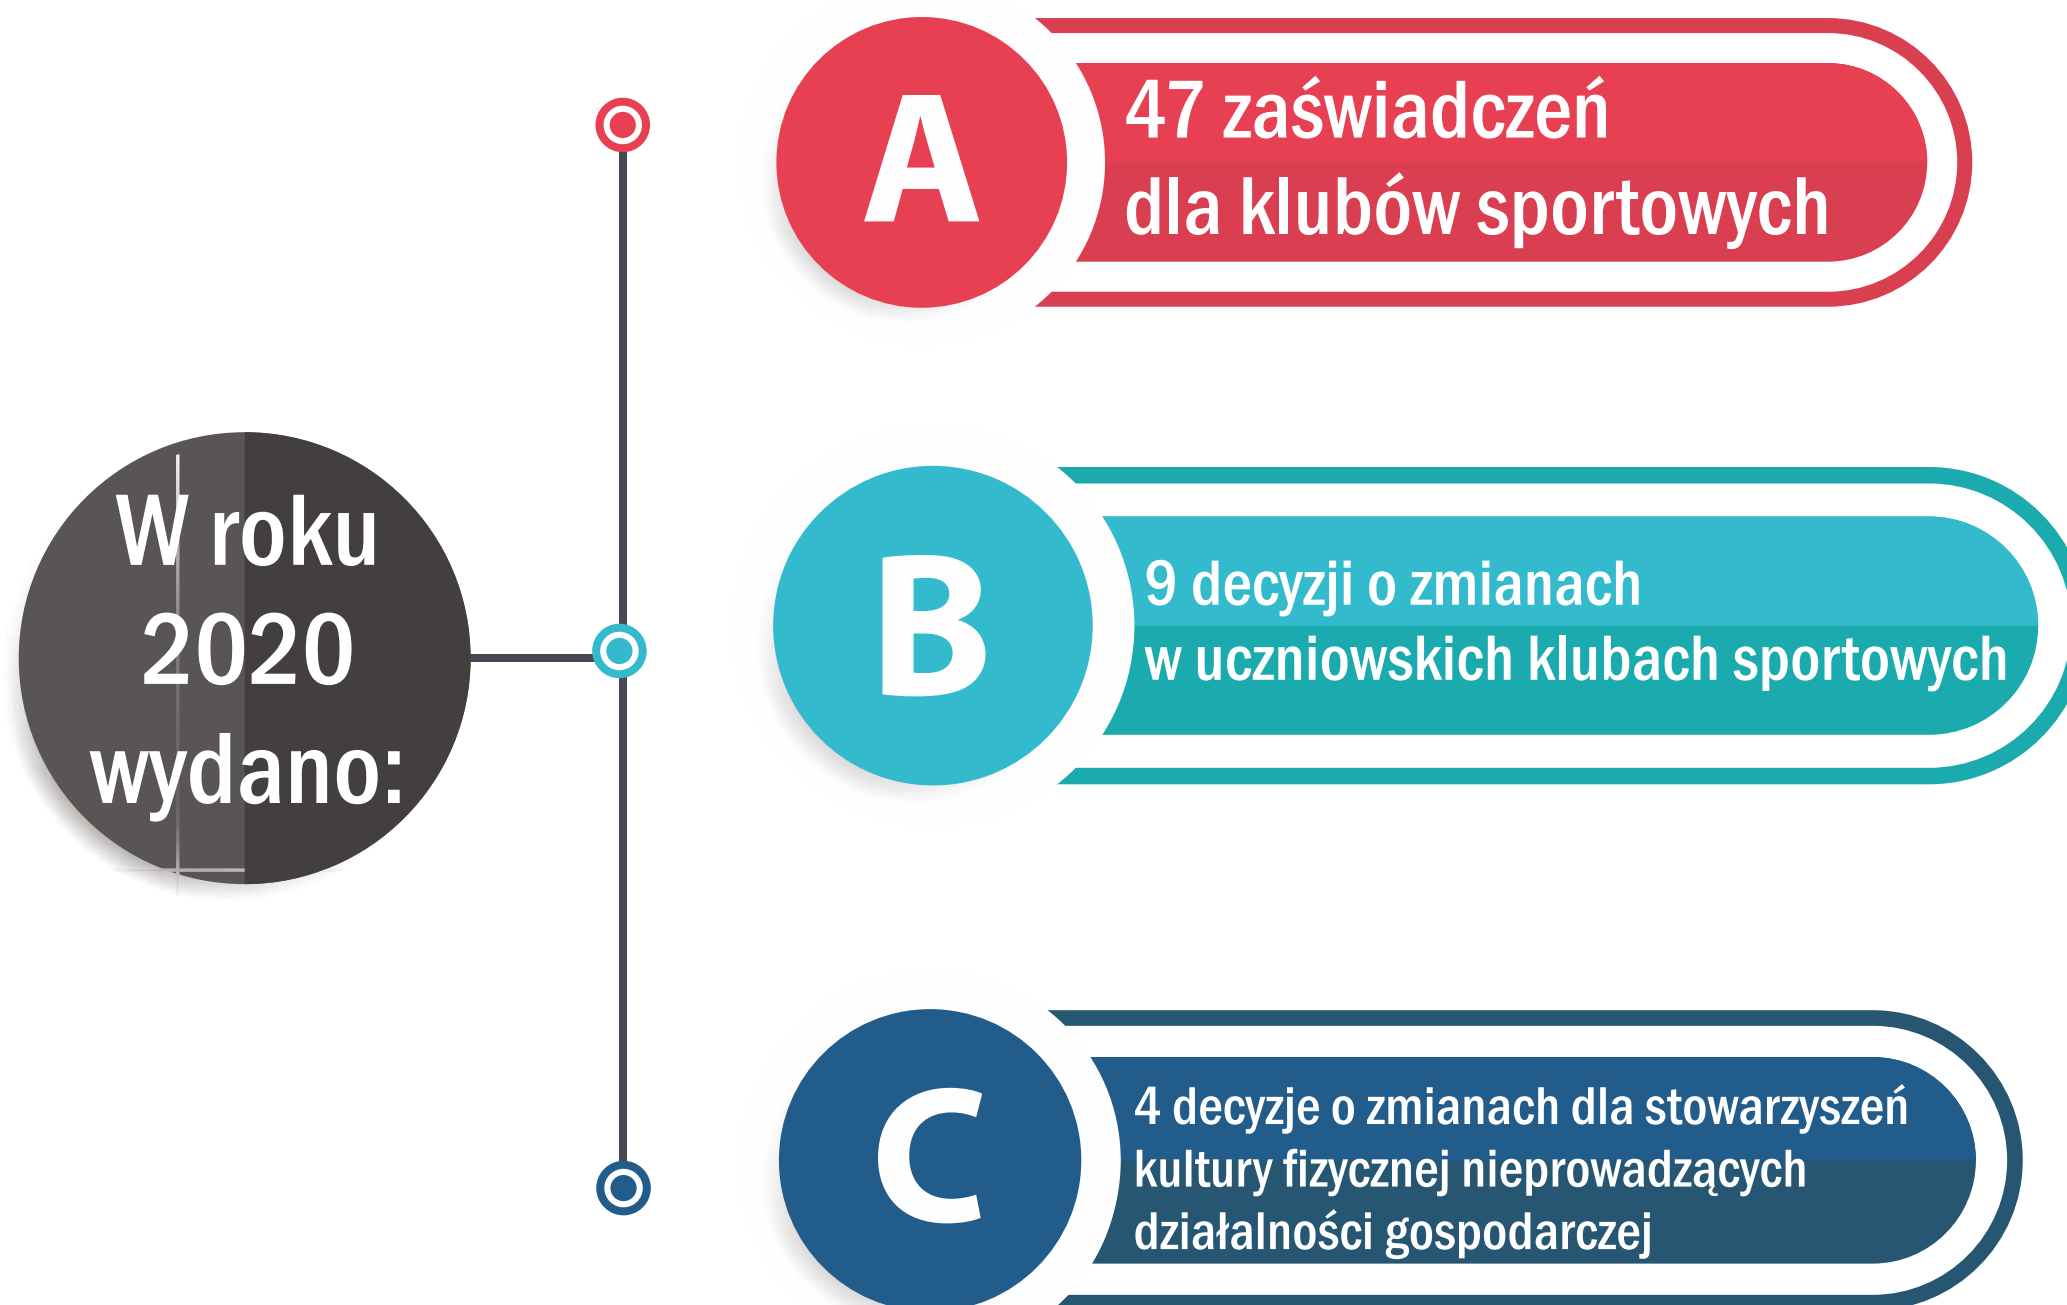 W roku
2020
wydano:
A
47 zaświadczeń
dla klubów sportowych
B
9 decyzji o zmianach
w uczniowskich klubach sportowych
C
4 decyzje o zmianach dla stowarzyszeń
kultury fizycznej nieprowadzących
działalności gospodarczej